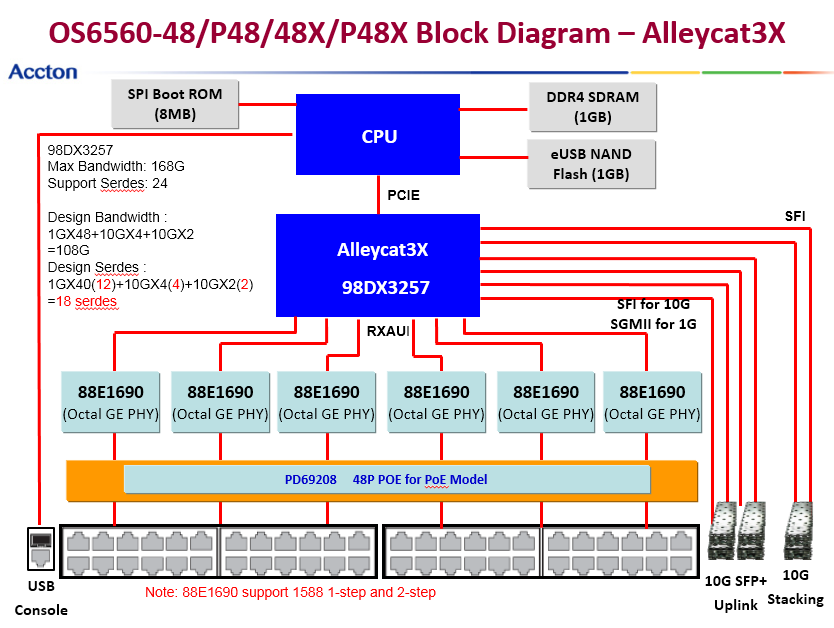 OS6560-48/P48/48X/P48X Block Diagram – Alleycat3X
Accton
SPI Boot ROM
(8MB)
CPU
DDR4 SDRAM
(1GB)
eUSB NAND
Flash (1GB)
98DX3257
Max Bandwidth: 168G
Support Serdes: 24
Design Bandwidth :
1GX48+10GX4+10GX2
=108G
Design Serdes :
1GX40(12)+10GX4(4)+10GX2(2)
=18 serdes
PCIE
Alleycat3X
98DX3257
SFI
SFI for 10G
SGMII for 1G
RXAUI
88E1690
(Octal GE PHY)
88E1690
(Octal GE PHY)
88E1690
(Octal GE PHY)
88E1690
(Octal GE PHY)
88E1690
(Octal GE PHY)
88E1690
(Octal GE PHY)
PD69208 48P POE for PoE Model
USB
Console
Note: 88E1690 support 1588 1-step and 2-step
10G SFP+
Uplink
10G
Stacking